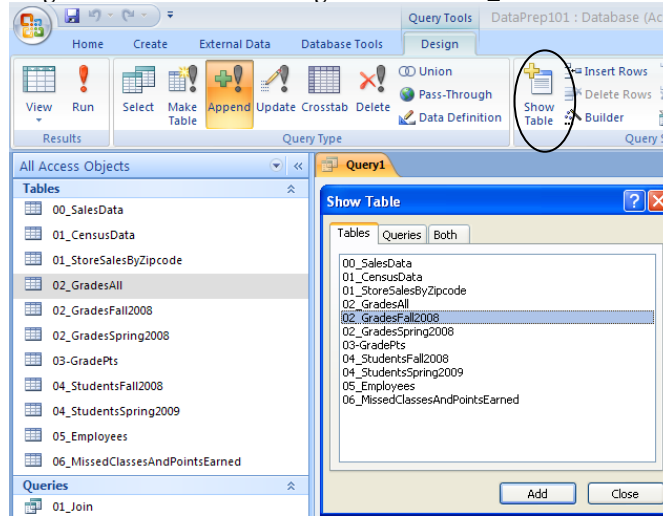 Query Tools DataPrep101 : Database (Ac
Home Create External Data Database Tools Design
Union
Pass-Through
Data Definition
Insert Rows
Delete Rows
Builder
View Run Select Make Table Append Update Crosstab Delete Show Table
Results Query Type Query S
All Access Objects
Query1
Tables
00_SalesData
01_CensusData
01_StoreSalesByZipcode
02_GradesAll
02_GradesFall2008
02_GradesSpring2008
03-GradePts
04_StudentsFall2008
04_StudentsSpring2009
05_Employees
06_MissedClassesAndPointsEarned
Queries
01_Join
Show Table
Tables Queries Both
00_SalesData
01_CensusData
01_StoreSalesByZipcode
02_GradesAll
02_GradesFall2008
02_GradesSpring2008
03-GradePts
04_StudentsFall2008
04_StudentsSpring2009
05_Employees
06_MissedClassesAndPointsEarned
Add Close